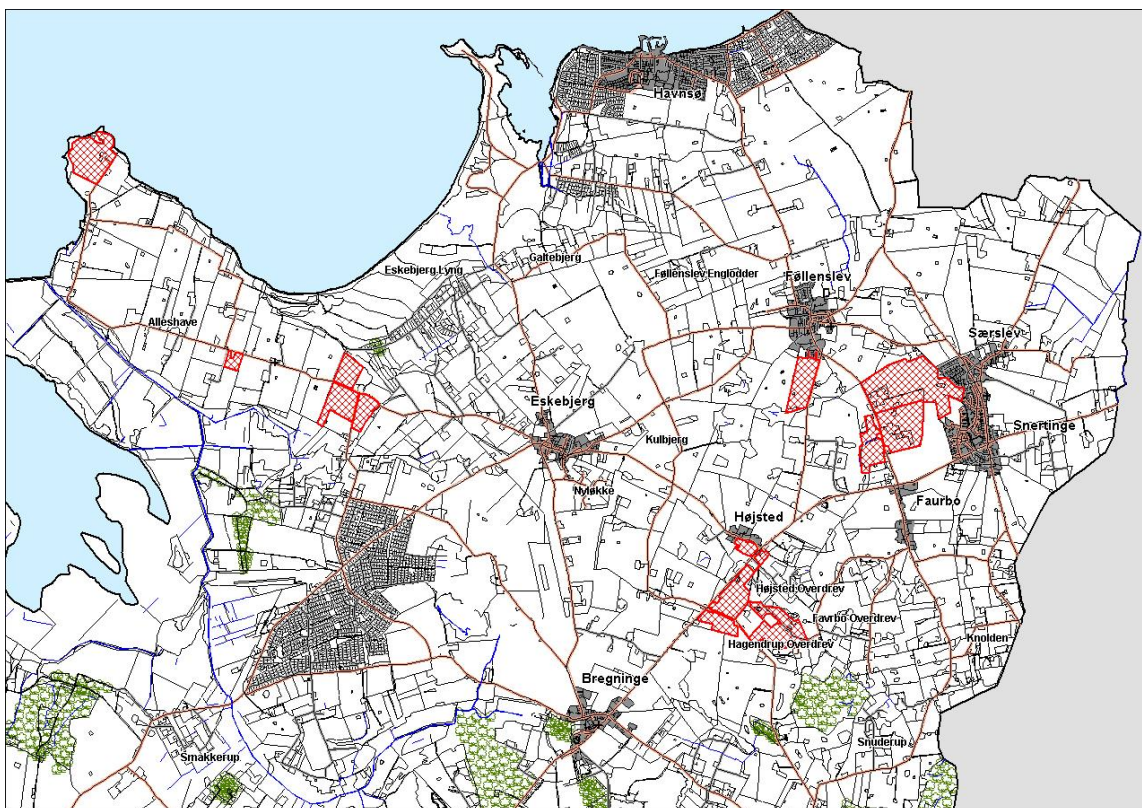 Havnsø
Galtebjerg
Eskebjerg Lyng
Føllenslev Englodder
Føllenslev
Alleshave
Særslev
Eskebjerg
Snertinge
Kulbjerg
Nyløkke
Faurbo
Højsted
Højsted Overdrev
Favrbo Overdrev
Hagendrup Overdrev
Knolden
Bregninge
Snuderup
Smakkerup